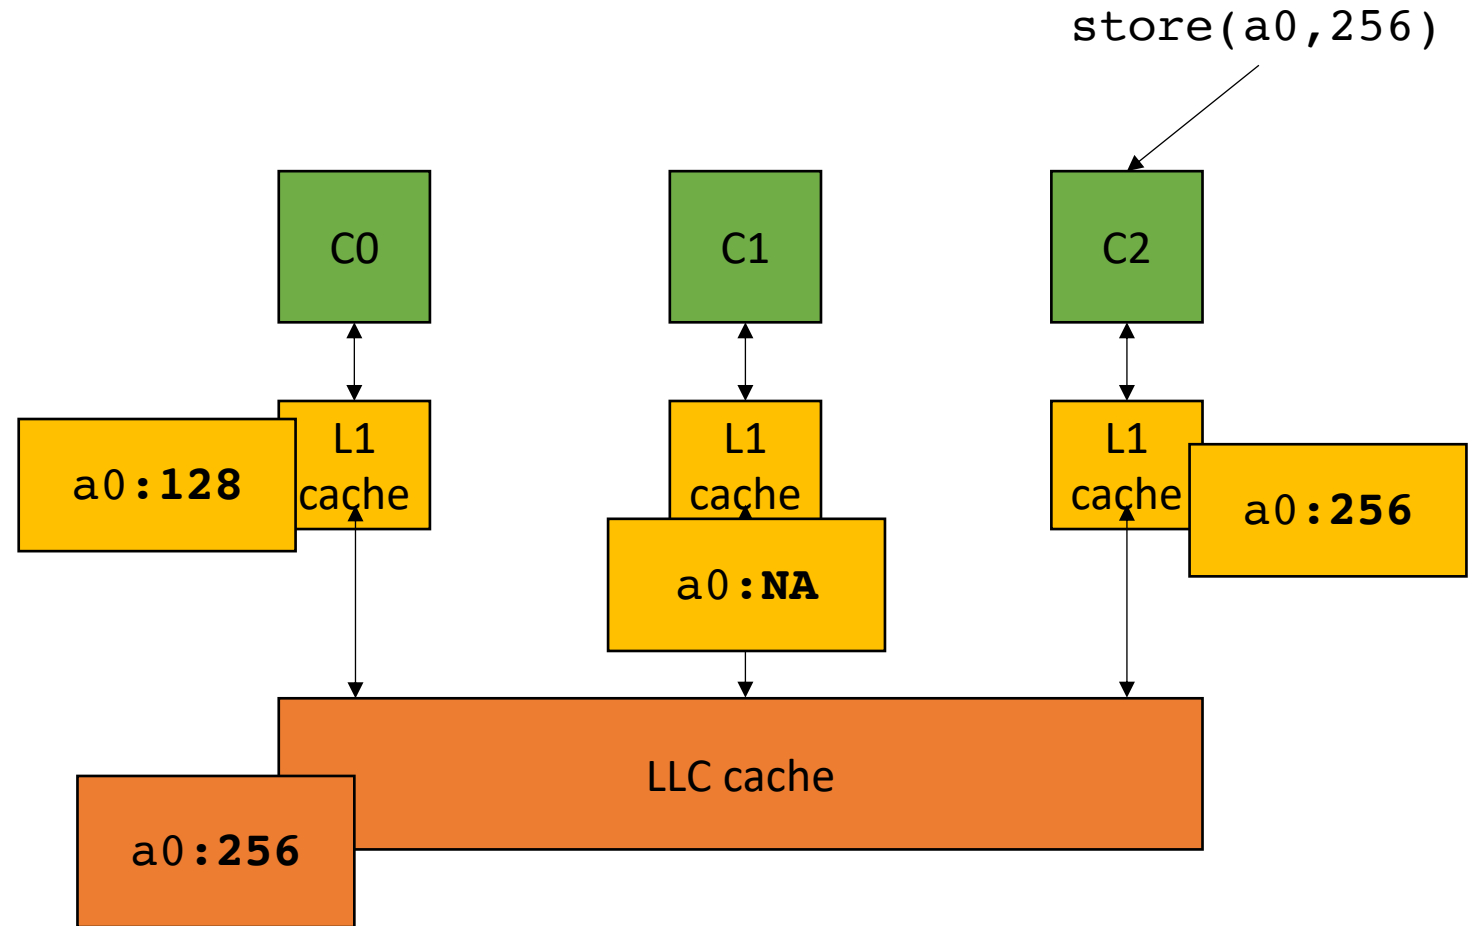 store(a0,256)
C0
C1
C2
L1
cache
L1
cache
L1
cache
a0:128
a0:NA
a0:256
LLC cache
a0:256